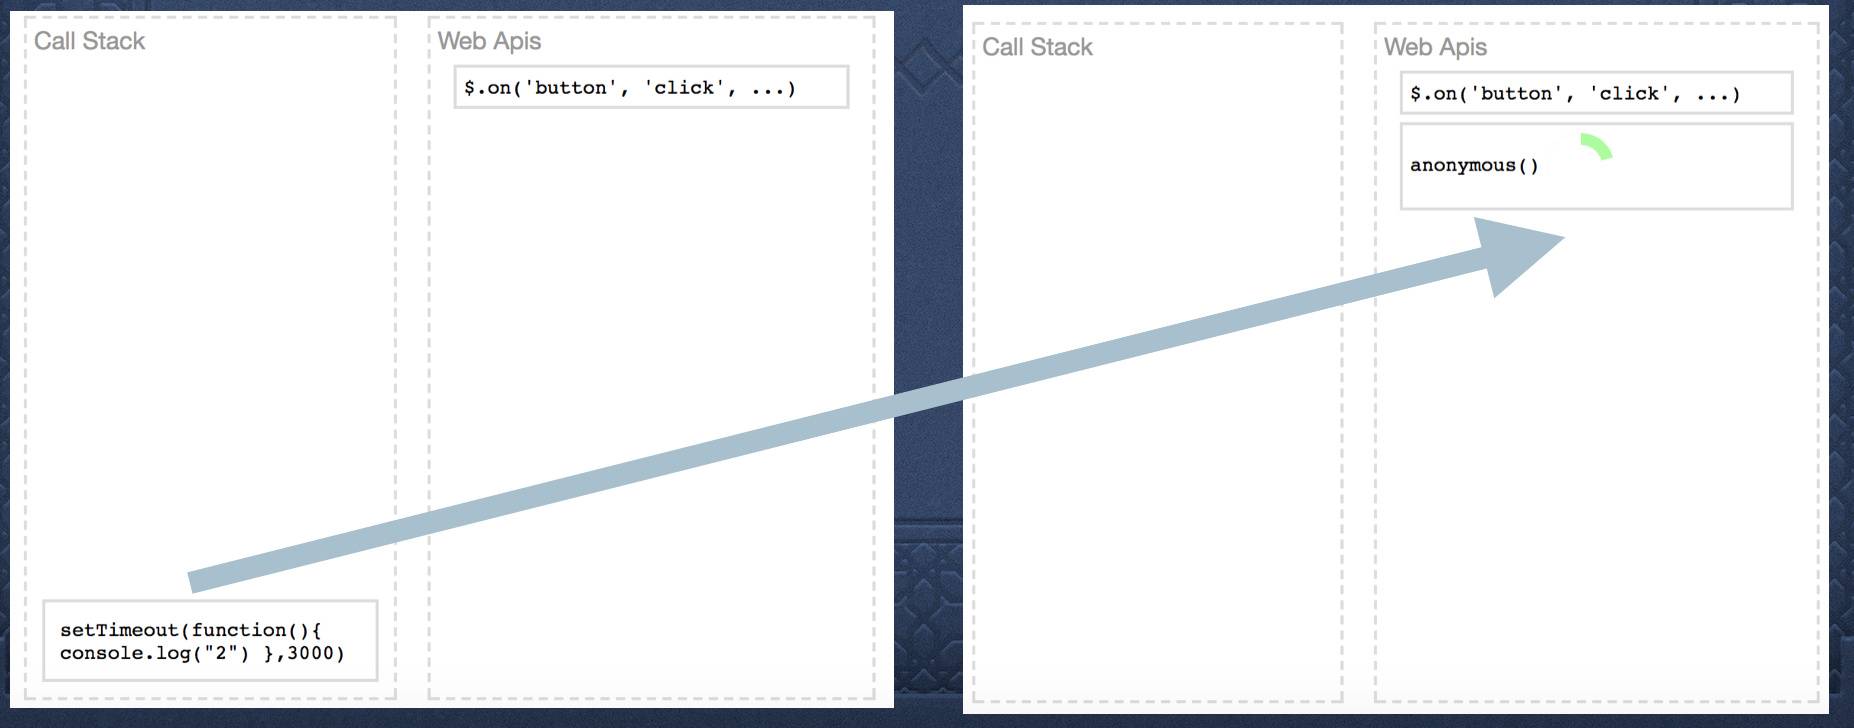 Call Stack
Web Apis
$.on('button', 'click', ...)
setTimeout(function(){
console.log("2") },3000)
Call Stack
Web Apis
$.on('button', 'click', ...)
anonymous()